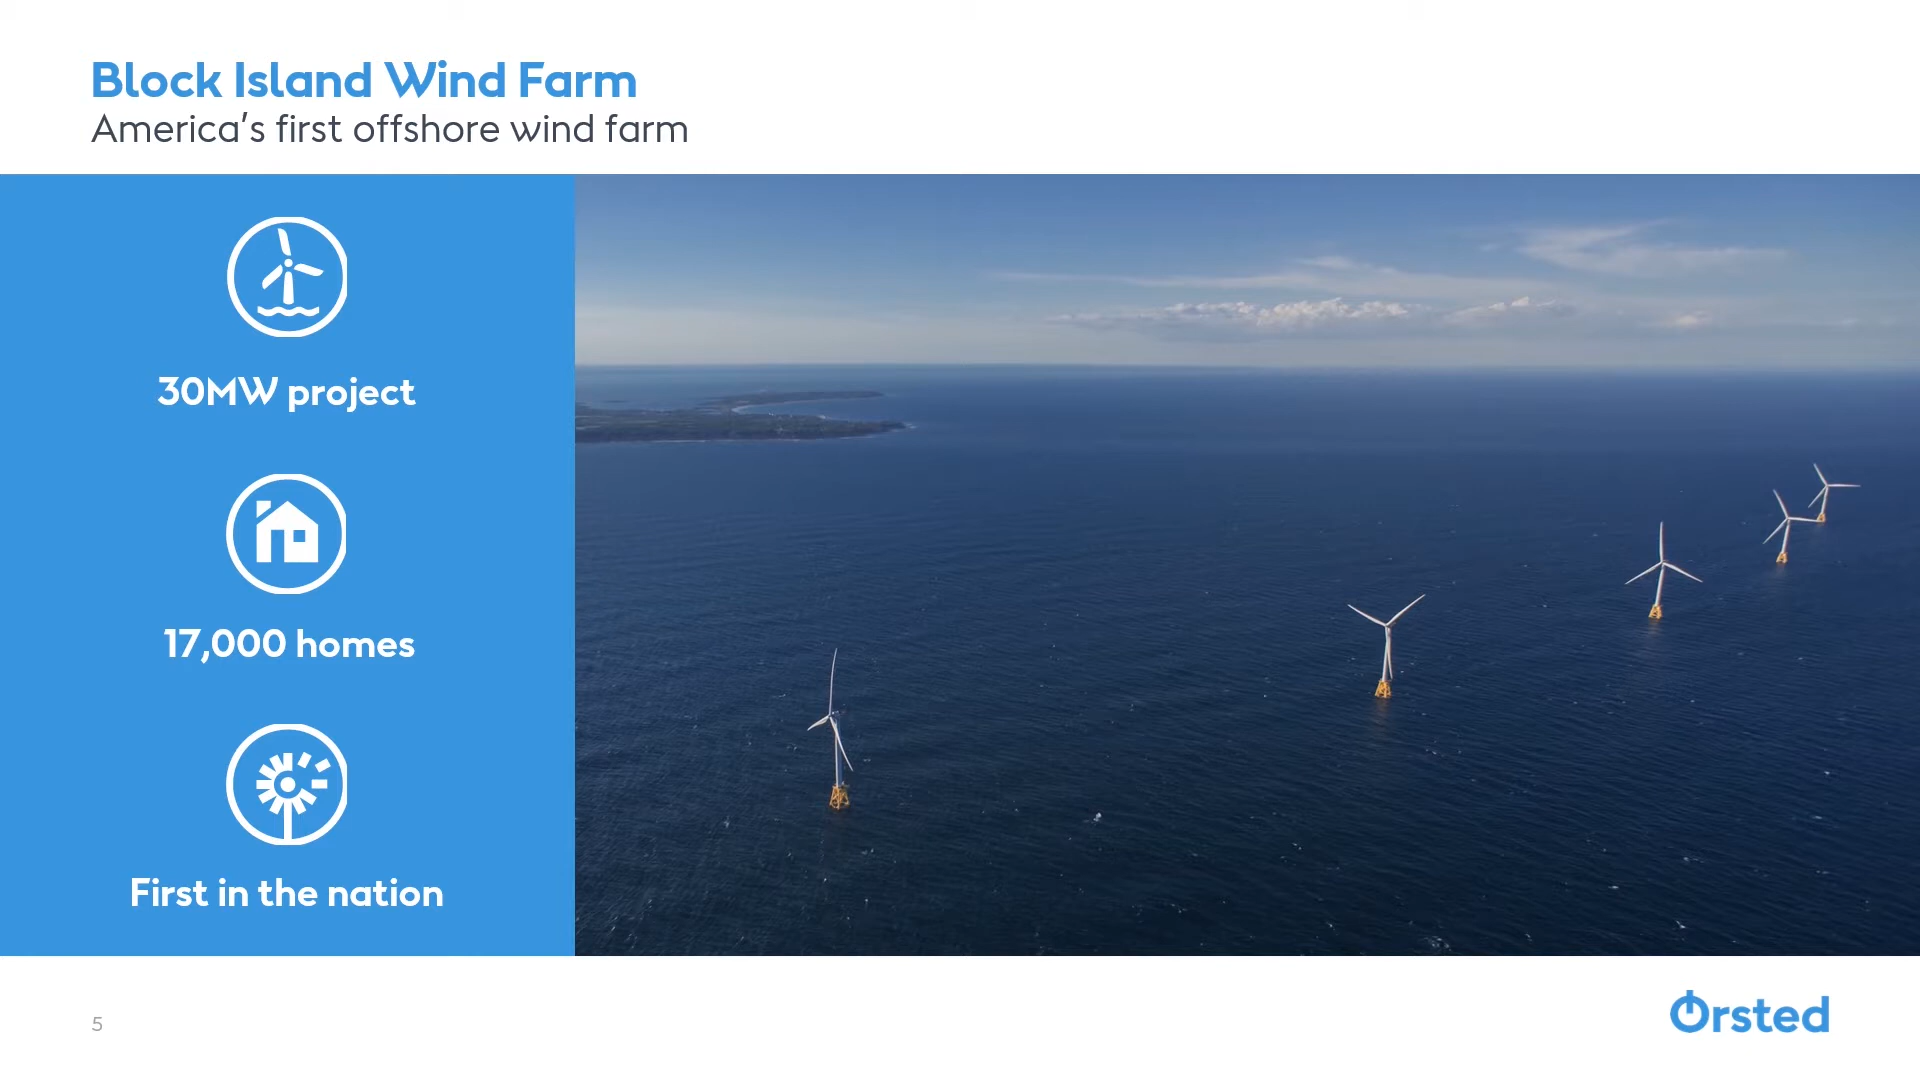 Block Island Wind Farm
America's first offshore wind farm
30MW project
17,000 homes
First in the nation
5
Ørsted